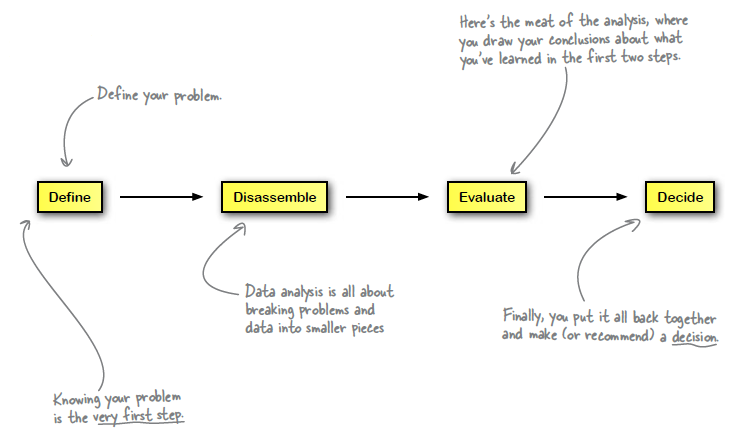 Here's the meat of the analysis, where
you draw your conclusions about what
you've learned in the first two steps.
Define your problem.
Define
Disassemble
Evaluate
Decide
Data analysis is all about
breaking problems and
data into smaller pieces
Finally, you put it all back together
and make (or recommend) a decision.
Knowing your problem
is the very first step.